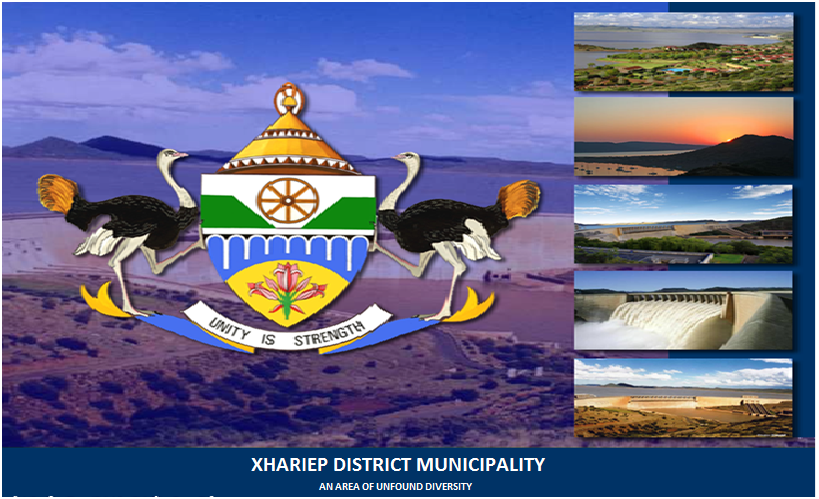 UNITY IS STRENGTH
XHARIEP DISTRICT MUNICIPALITY
AN AREA OF UNFOUND DIVERSITY